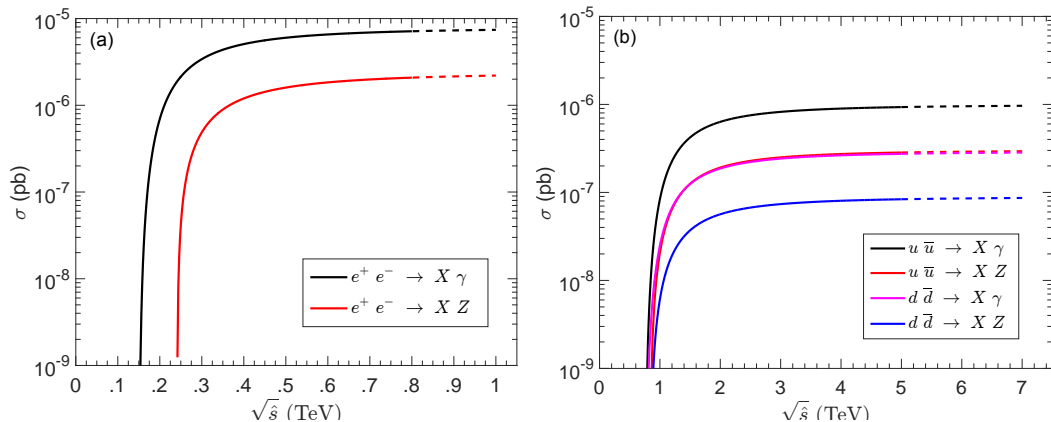 (a)
10^-5
10^-6
10^-7
10^-8
10^-9
σ (pb)
e^+ e^- → X γ
e^+ e^- → X Z
0 .1 .2 .3 .4 .5 .6 .7 .8 .9 1
√ŝ (TeV)
(b)
10^-5
10^-6
10^-7
10^-8
10^-9
σ (pb)
u u̅ → X γ
u u̅ → X Z
d d̅ → X γ
d d̅ → X Z
0 1 2 3 4 5 6 7
√ŝ (TeV)